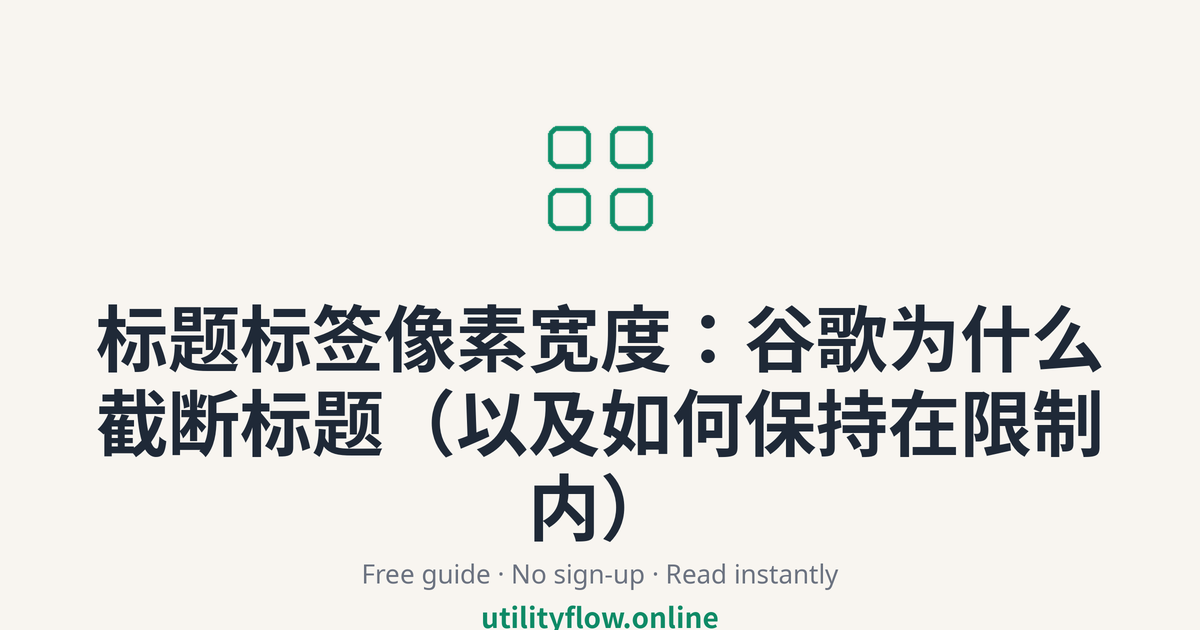 标题标签像素宽度：谷歌为什么
截断标题（以及如何保持在限制
内）
Free guide · No sign-up · Read instantly
utilityflow.online